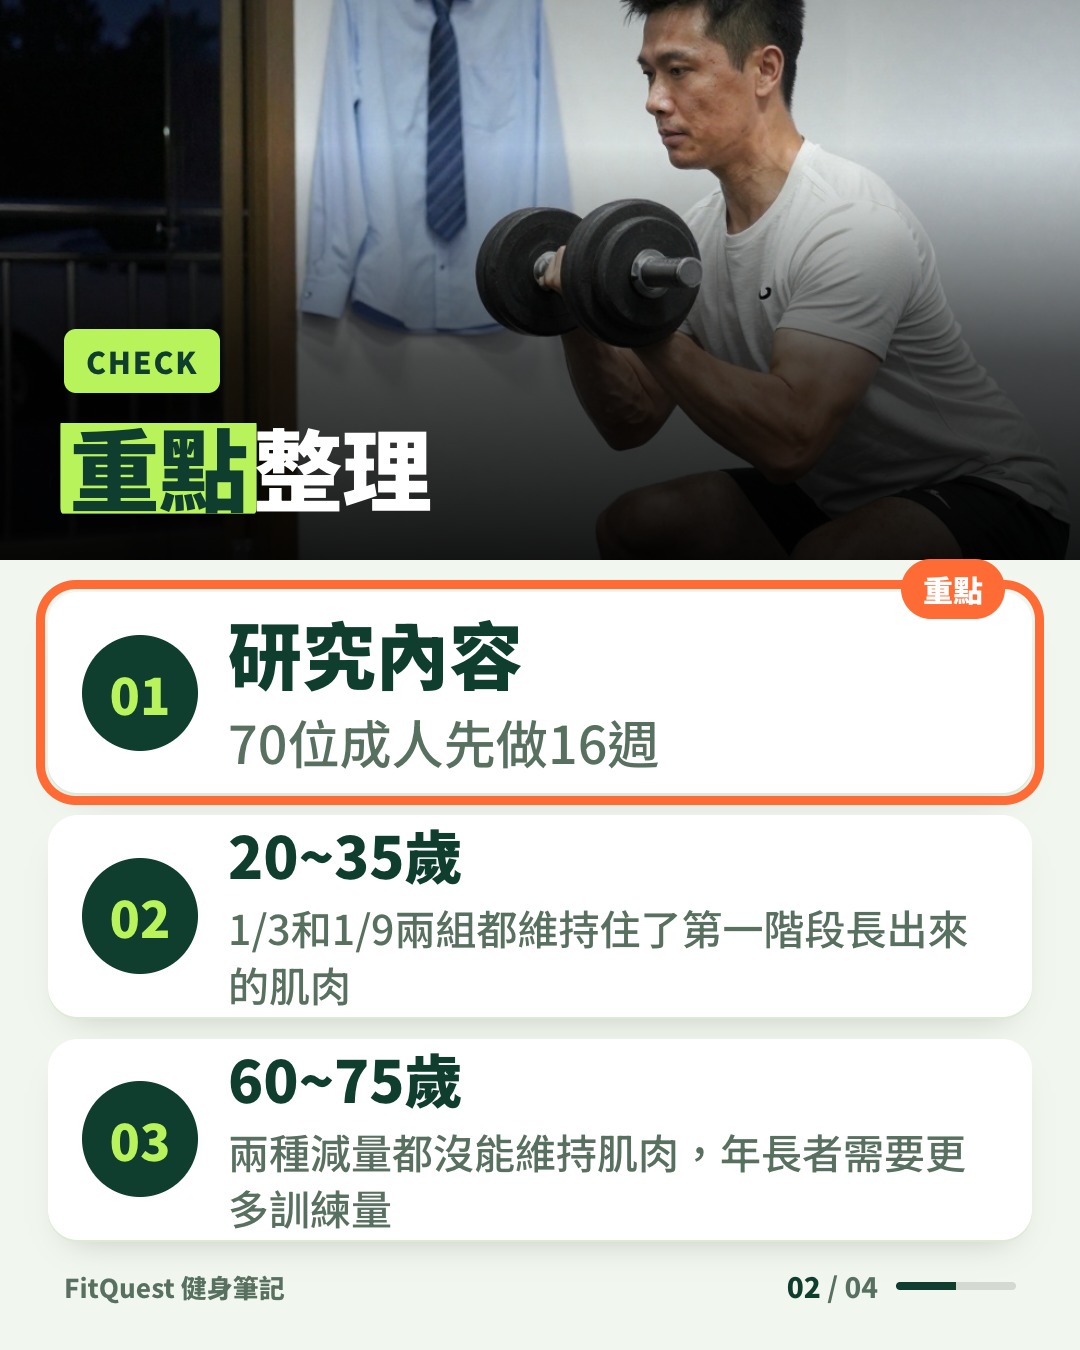 CHECK
重點整理
重點
01
研究內容
70位成人先做16週
02
20~35歲
1/3和1/9兩組都維持住了第一階段長出來
的肌肉
03
60~75歲
兩種減量都沒能維持肌肉，年長者需要更
多訓練量
FitQuest 健身筆記
02 / 04